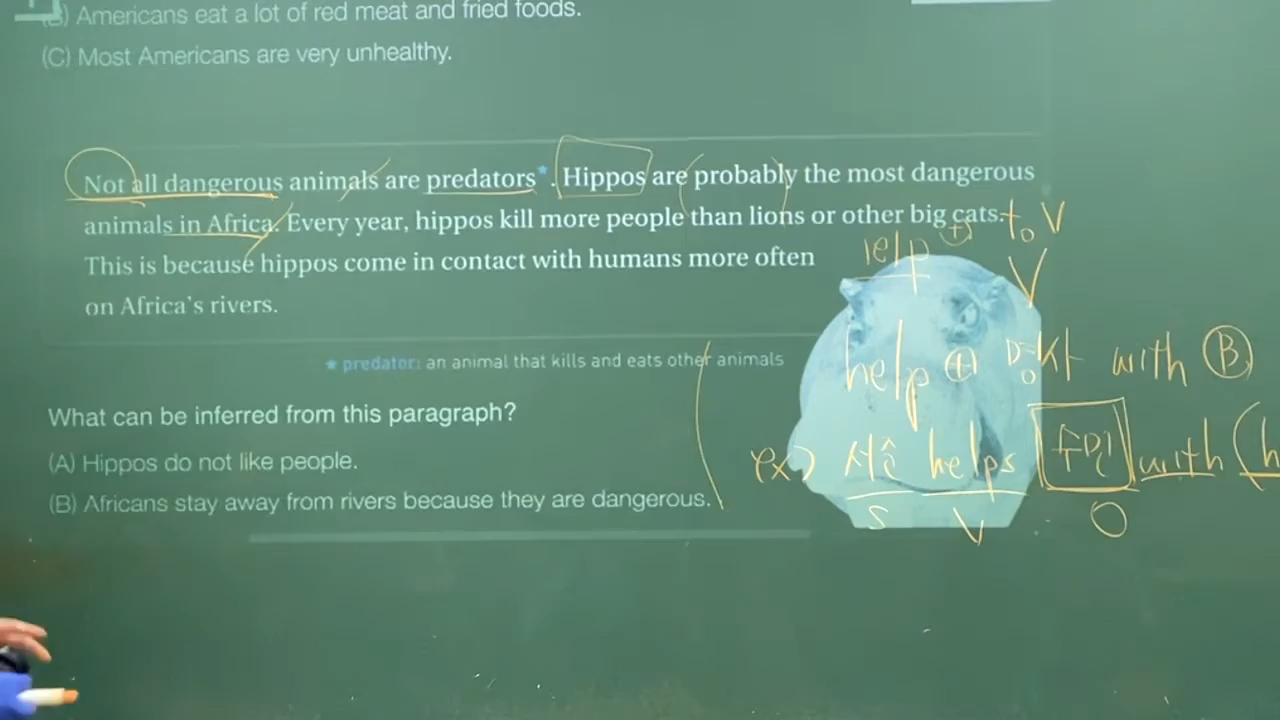 (B) Americans eat a lot of red meat and fried foods.
(C) Most Americans are very unhealthy.
Not all dangerous animals are predators*. Hippos are probably the most dangerous
animals in Africa. Every year, hippos kill more people than lions or other big cats.
This is because hippos come in contact with humans more often
on Africa's rivers.
to V
help +
V
* predator: an animal that kills and eats other animals
help + with B
What can be inferred from this paragraph?
(A) Hippos do not like people.
ex) helps with (h
(B) Africans stay away from rivers because they are dangerous.
S V O